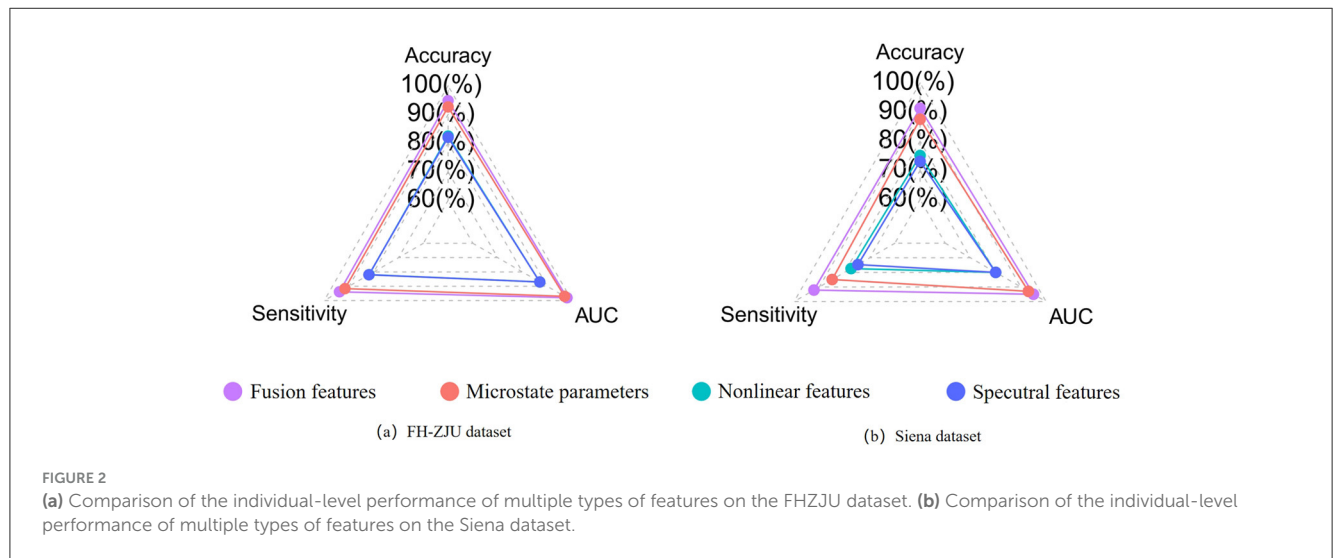 Accuracy
100(%)
90(%)
80(%)
70(%)
60(%)
Sensitivity
AUC
Accuracy
100(%)
90(%)
80(%)
70(%)
60(%)
Sensitivity
AUC
Fusion features
Microstate parameters
Nonlinear features
Specutral features
(a) FH-ZJU dataset
(b) Siena dataset
FIGURE 2
(a) Comparison of the individual-level performance of multiple types of features on the FHZJU dataset. (b) Comparison of the individual-level
performance of multiple types of features on the Siena dataset.